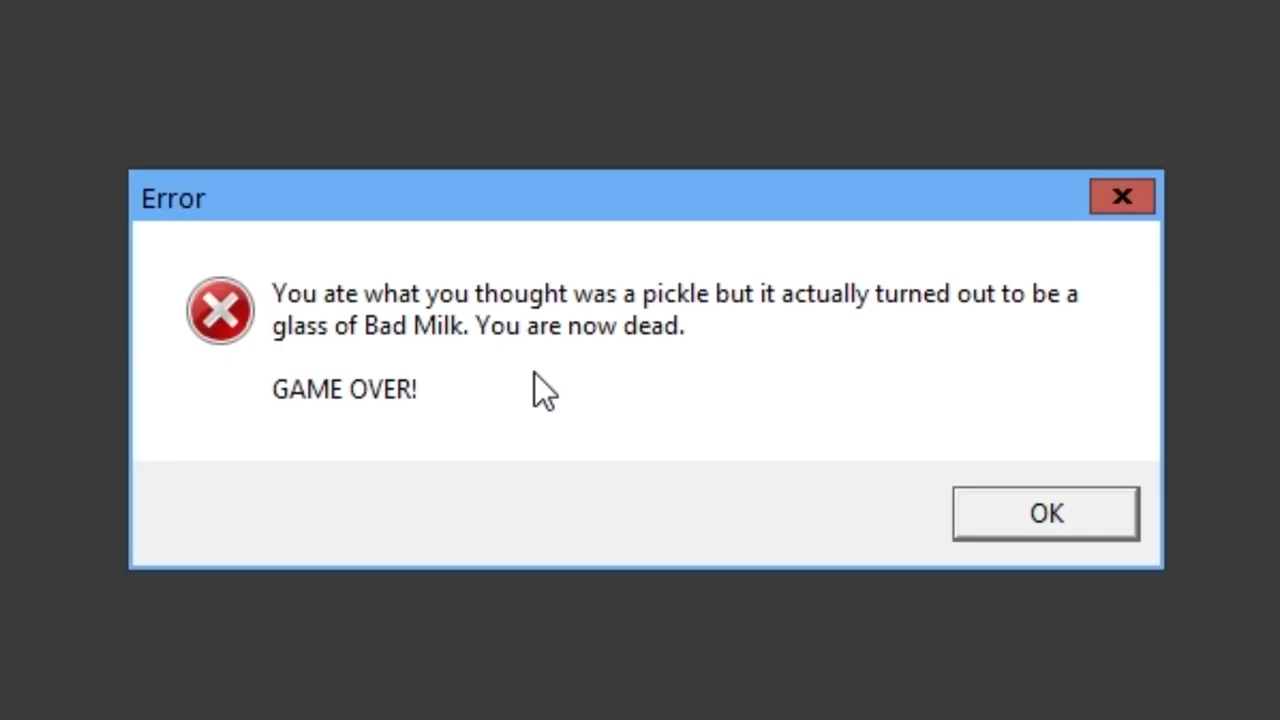 Error
You ate what you thought was a pickle but it actually turned out to be a
glass of Bad Milk. You are now dead.
GAME OVER!
OK